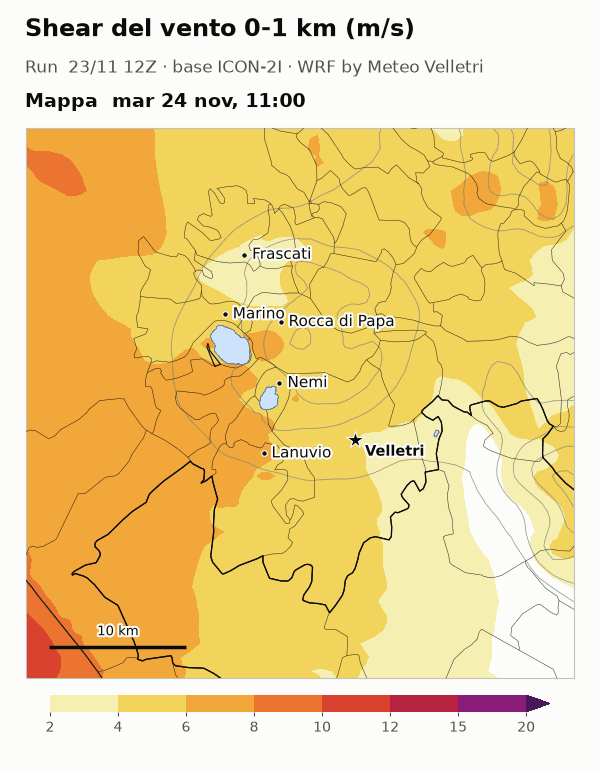 Shear del vento 0-1 km (m/s)
Run  23/11 12Z · base ICON-2I · WRF by Meteo Velletri
Mappa  mar 24 nov, 11:00
Frascati
Marino
Rocca di Papa
Nemi
Velletri
Lanuvio
10 km
2 4 6 8 10 12 15 20